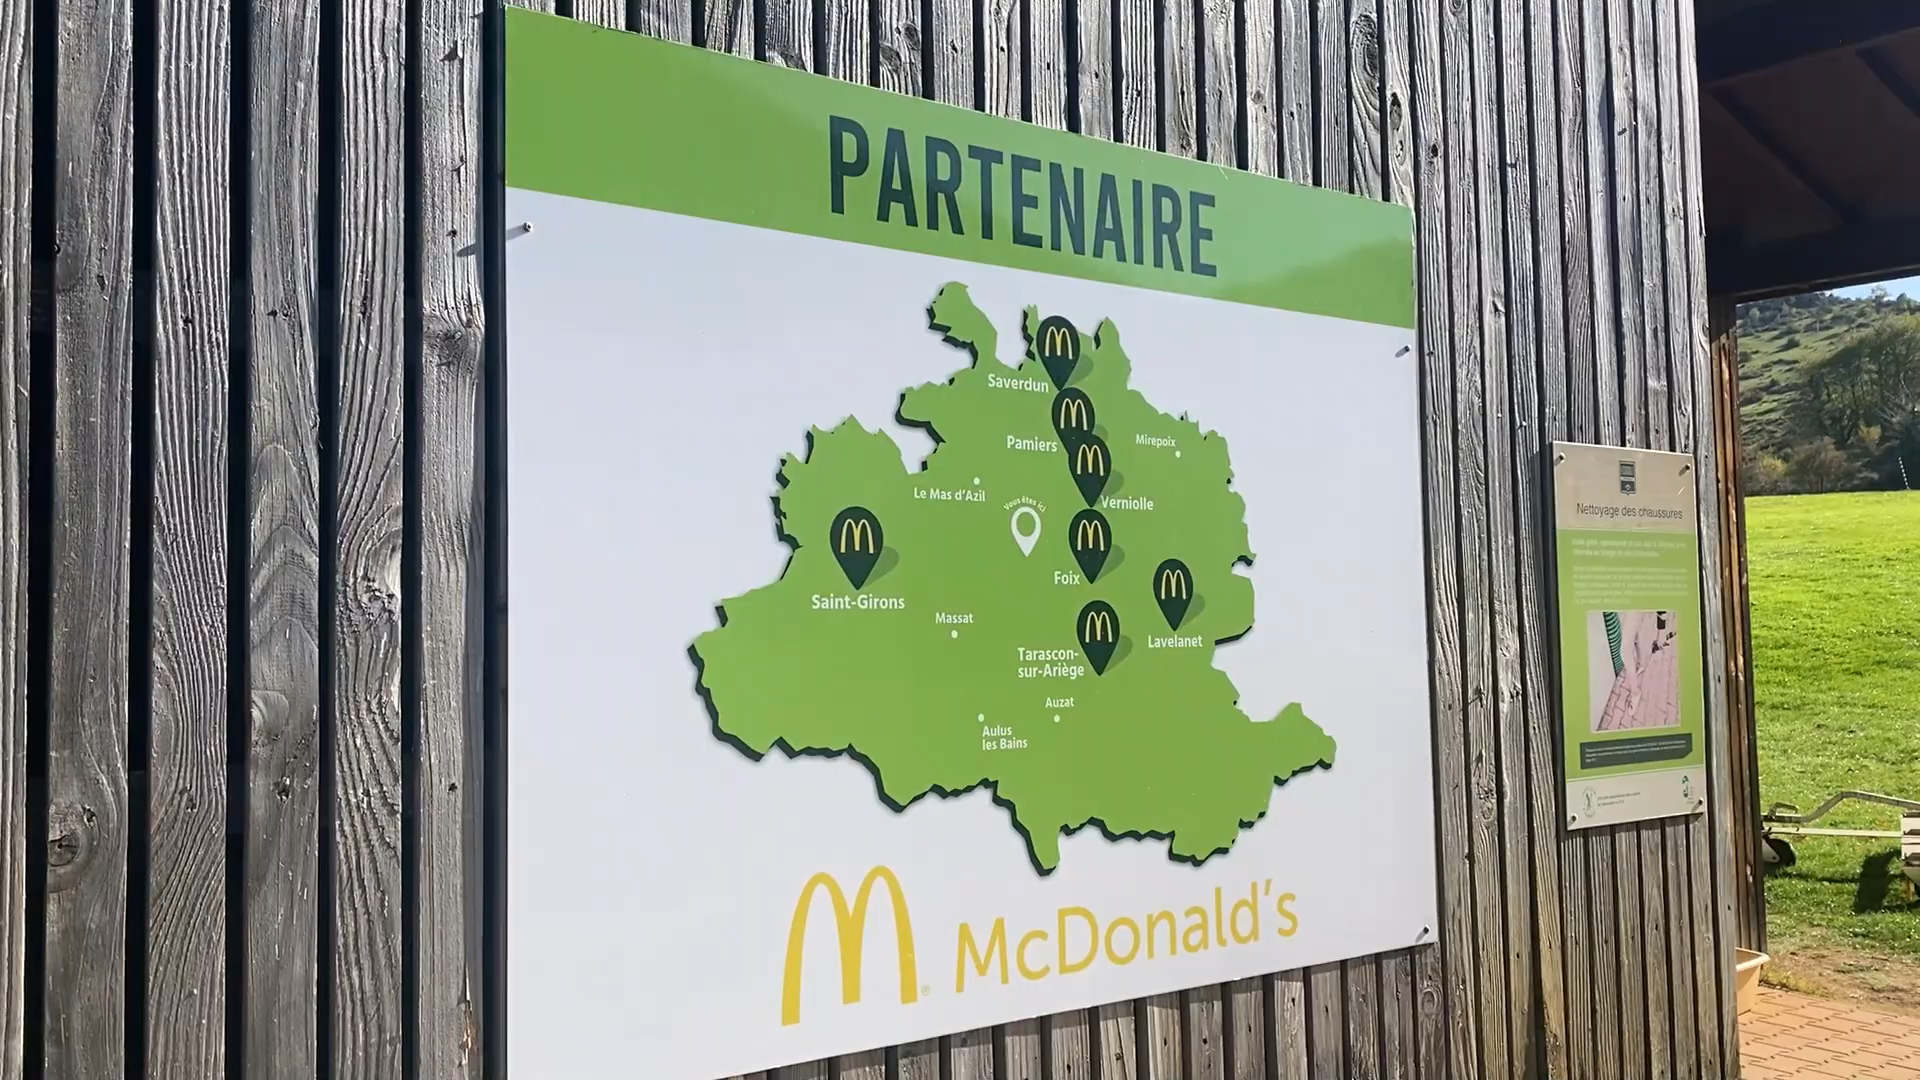 PARTENAIRE
Saverdun
Pamiers
Mirepoix
Le Mas d'Azil
Vous êtes ici
Verniolle
Foix
Saint-Girons
Massat
Lavelanet
Tarascon-
sur-Ariège
Auzat
Aulus
les Bains
McDonald's
Nettoyage des chaussures